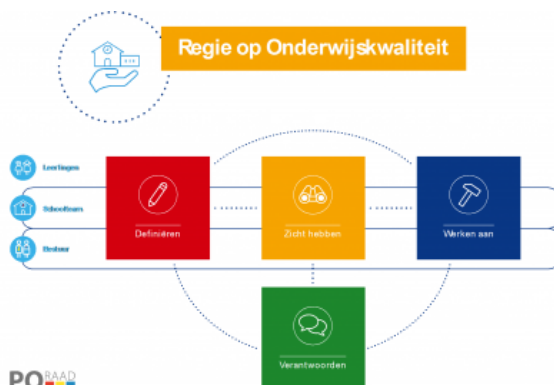 Regie op Onderwijskwaliteit
Leerlingen
Schoolteam
Bestuur
Definiëren
Zicht hebben
Werken aan
Verantwoorden
PO RAAD